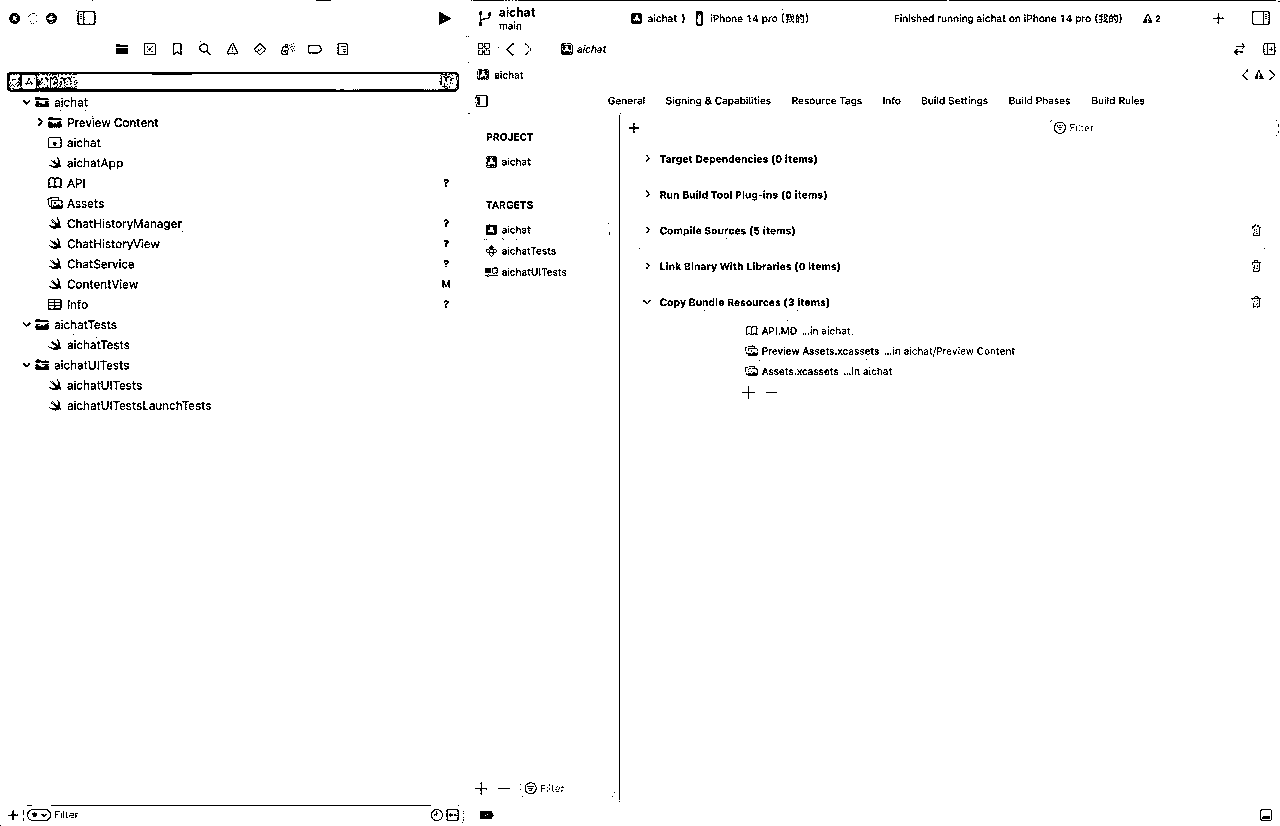 aichat
main
aichat
iPhone 14 pro (我的)
Finished running aichat on iPhone 14 pro (我的)
2
aichat
aichat
aichat
M
aichat
Preview Content
aichat
aichatApp
API ?
Assets
ChatHistoryManager ?
ChatHistoryView ?
ChatService ?
ContentView M
Info ?
aichatTests
aichatTests
aichatUITests
aichatUITests
aichatUITestsLaunchTests
Filter
General Signing & Capabilities Resource Tags Info Build Settings Build Phases Build Rules
PROJECT
aichat
TARGETS
aichat
aichatTests
aichatUITests
Filter
Filter
Target Dependencies (0 items)
Run Build Tool Plug-ins (0 items)
Compile Sources (5 items)
Link Binary With Libraries (0 items)
Copy Bundle Resources (3 items)
API.MD ...in aichat
Preview Assets.xcassets ...in aichat/Preview Content
Assets.xcassets ...in aichat